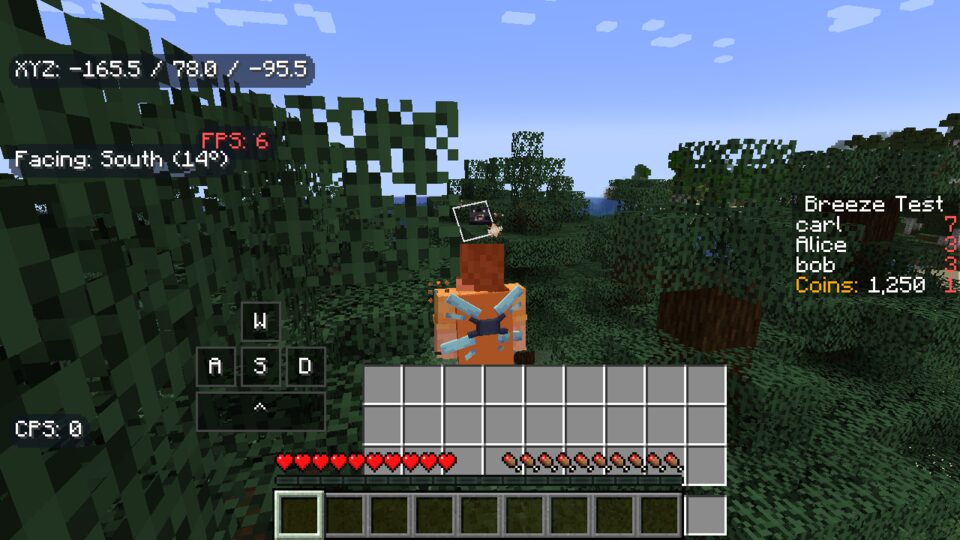 XYZ: -165.5 / 78.0 / -95.5
FPS: 6
Facing: South (14°)
Breeze Test
carl 7
Alice 3
bob 3
Coins: 1,250 1
W
A S D
^
CPS: 0